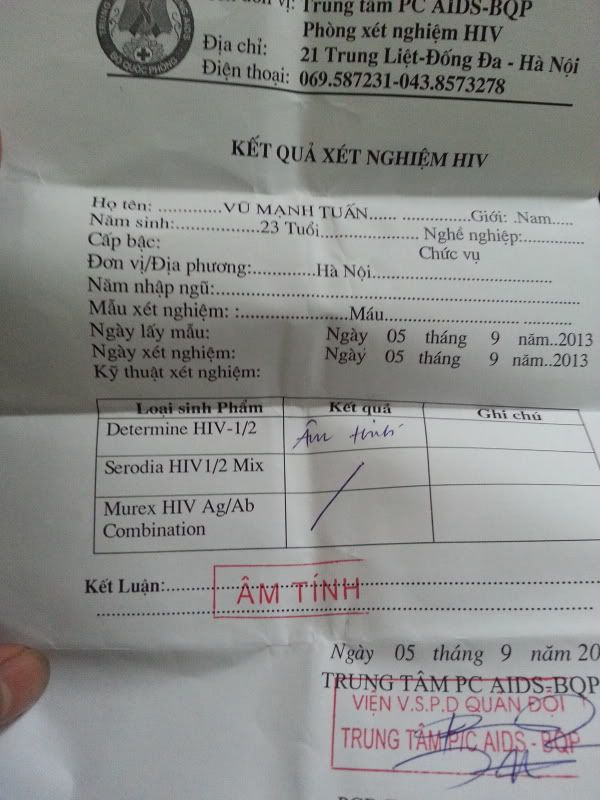 vị: Trung tâm PC AIDS-BQP
Phòng xét nghiệm HIV
Địa chỉ: 21 Trung Liệt-Đống Đa - Hà Nội
Điện thoại: 069.587231-043.8573278
BỘ QUỐC PHÒNG
KẾT QUẢ XÉT NGHIỆM HIV
Họ tên: .............VŨ MẠNH TUẤN...... .................Giới: .Nam.....
Năm sinh:.................23 Tuổi.................... Nghề nghiệp:..............
Cấp bậc: Chức vụ
Đơn vị/Địa phương:............Hà Nội....................................
Năm nhập ngũ:...............................................................
Mẫu xét nghiệm: :......................Máu............................ ..........
Ngày lấy mẫu: Ngày 05 tháng 9 năm..2013
Ngày xét nghiệm: Ngày 05 tháng 9 năm..2013
Kỹ thuật xét nghiệm:
Loại sinh Phẩm Kết quả Ghi chú
Determine HIV-1/2 Âm tính
Serodia HIV1/2 Mix
Murex HIV Ag/Ab
Combination
Kết Luận:........ÂM TÍNH........
Ngày 05 tháng 9 năm 20
TRUNG TÂM PC AIDS-BQP
VIỆN V.S.P.D QUÂN ĐỘI
TRUNG TÂM P/C AIDS - BQP